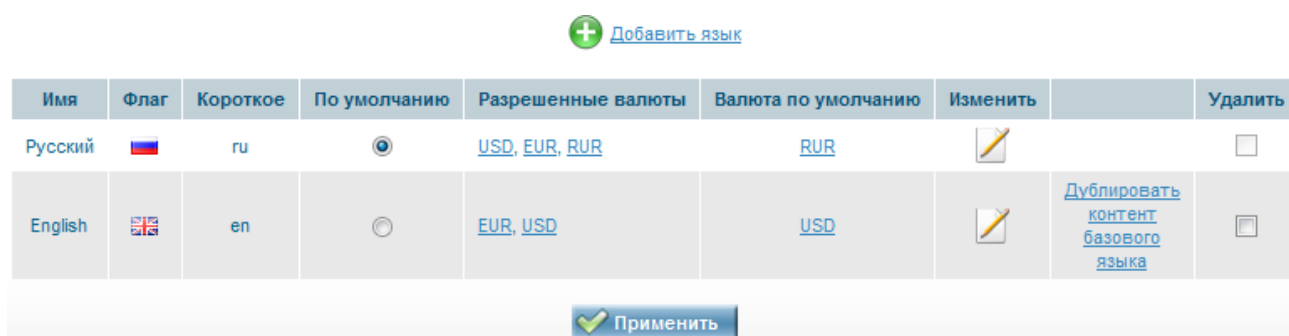 Добавить язык
Имя Флаг Короткое По умолчанию Разрешенные валюты Валюта по умолчанию Изменить Удалить
Русский ru USD, EUR, RUR RUR
English en EUR, USD USD Дублировать
контент
базового
языка
Применить